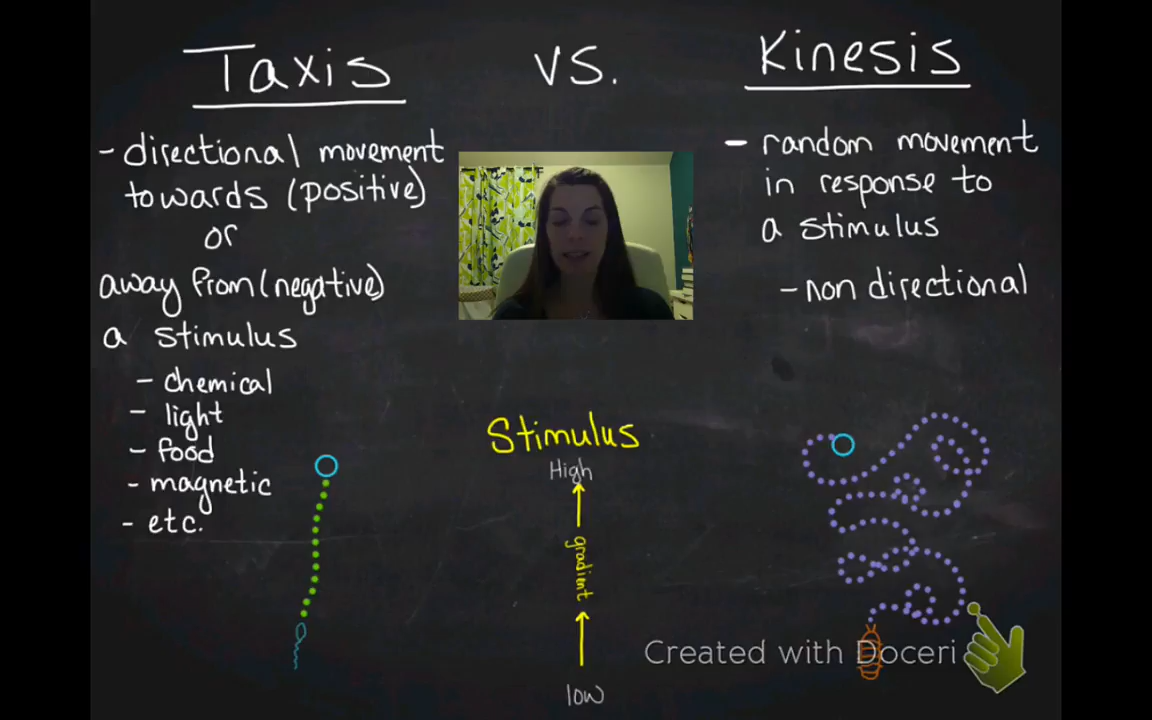 Taxis
vs.
Kinesis
- directional movement
towards (positive)
or
away from (negative)
a stimulus
- chemical
- light
- food
- magnetic
- etc.
- random movement
in response to
a stimulus
- non directional
Stimulus
High
gradient
low
Created with Doceri